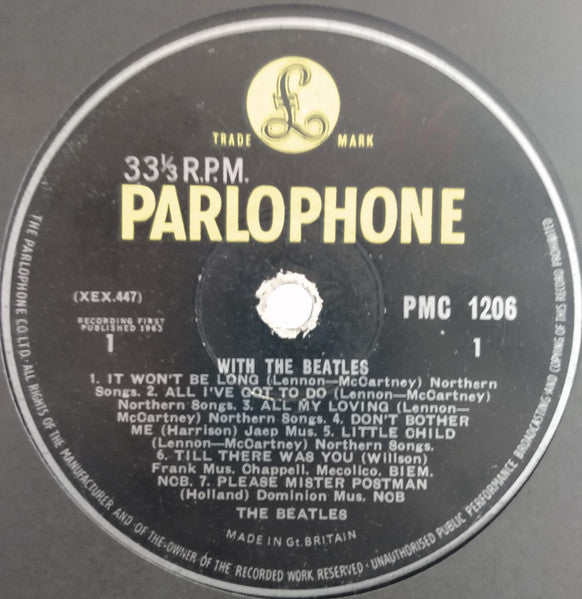 £
TRADE MARK
33⅓ R.P.M.
PARLOPHONE
(XEX.447)
PMC 1206
RECORDING FIRST
PUBLISHED 1963
1
1
WITH THE BEATLES
1. IT WON'T BE LONG (Lennon—McCartney) Northern
Songs. 2. ALL I'VE GOT TO DO (Lennon—McCartney)
Northern Songs. 3. ALL MY LOVING (Lennon—
McCartney) Northern Songs. 4. DON'T BOTHER
ME (Harrison) Jaep Mus. 5. LITTLE CHILD
(Lennon—McCartney) Northern Songs.
6. TILL THERE WAS YOU (Willson)
Frank Mus. Chappell, Mecolico, BIEM.
NCB. 7. PLEASE MISTER POSTMAN
(Holland) Dominion Mus. NCB
THE BEATLES
MADE IN Gt. BRITAIN
THE PARLOPHONE CO. LTD. ALL RIGHTS OF THE MANUFACTURER AND OF THE OWNER OF THE RECORDED WORK RESERVED · UNAUTHORISED PUBLIC PERFORMANCE BROADCASTING AND COPYING OF THIS RECORD PROHIBITED